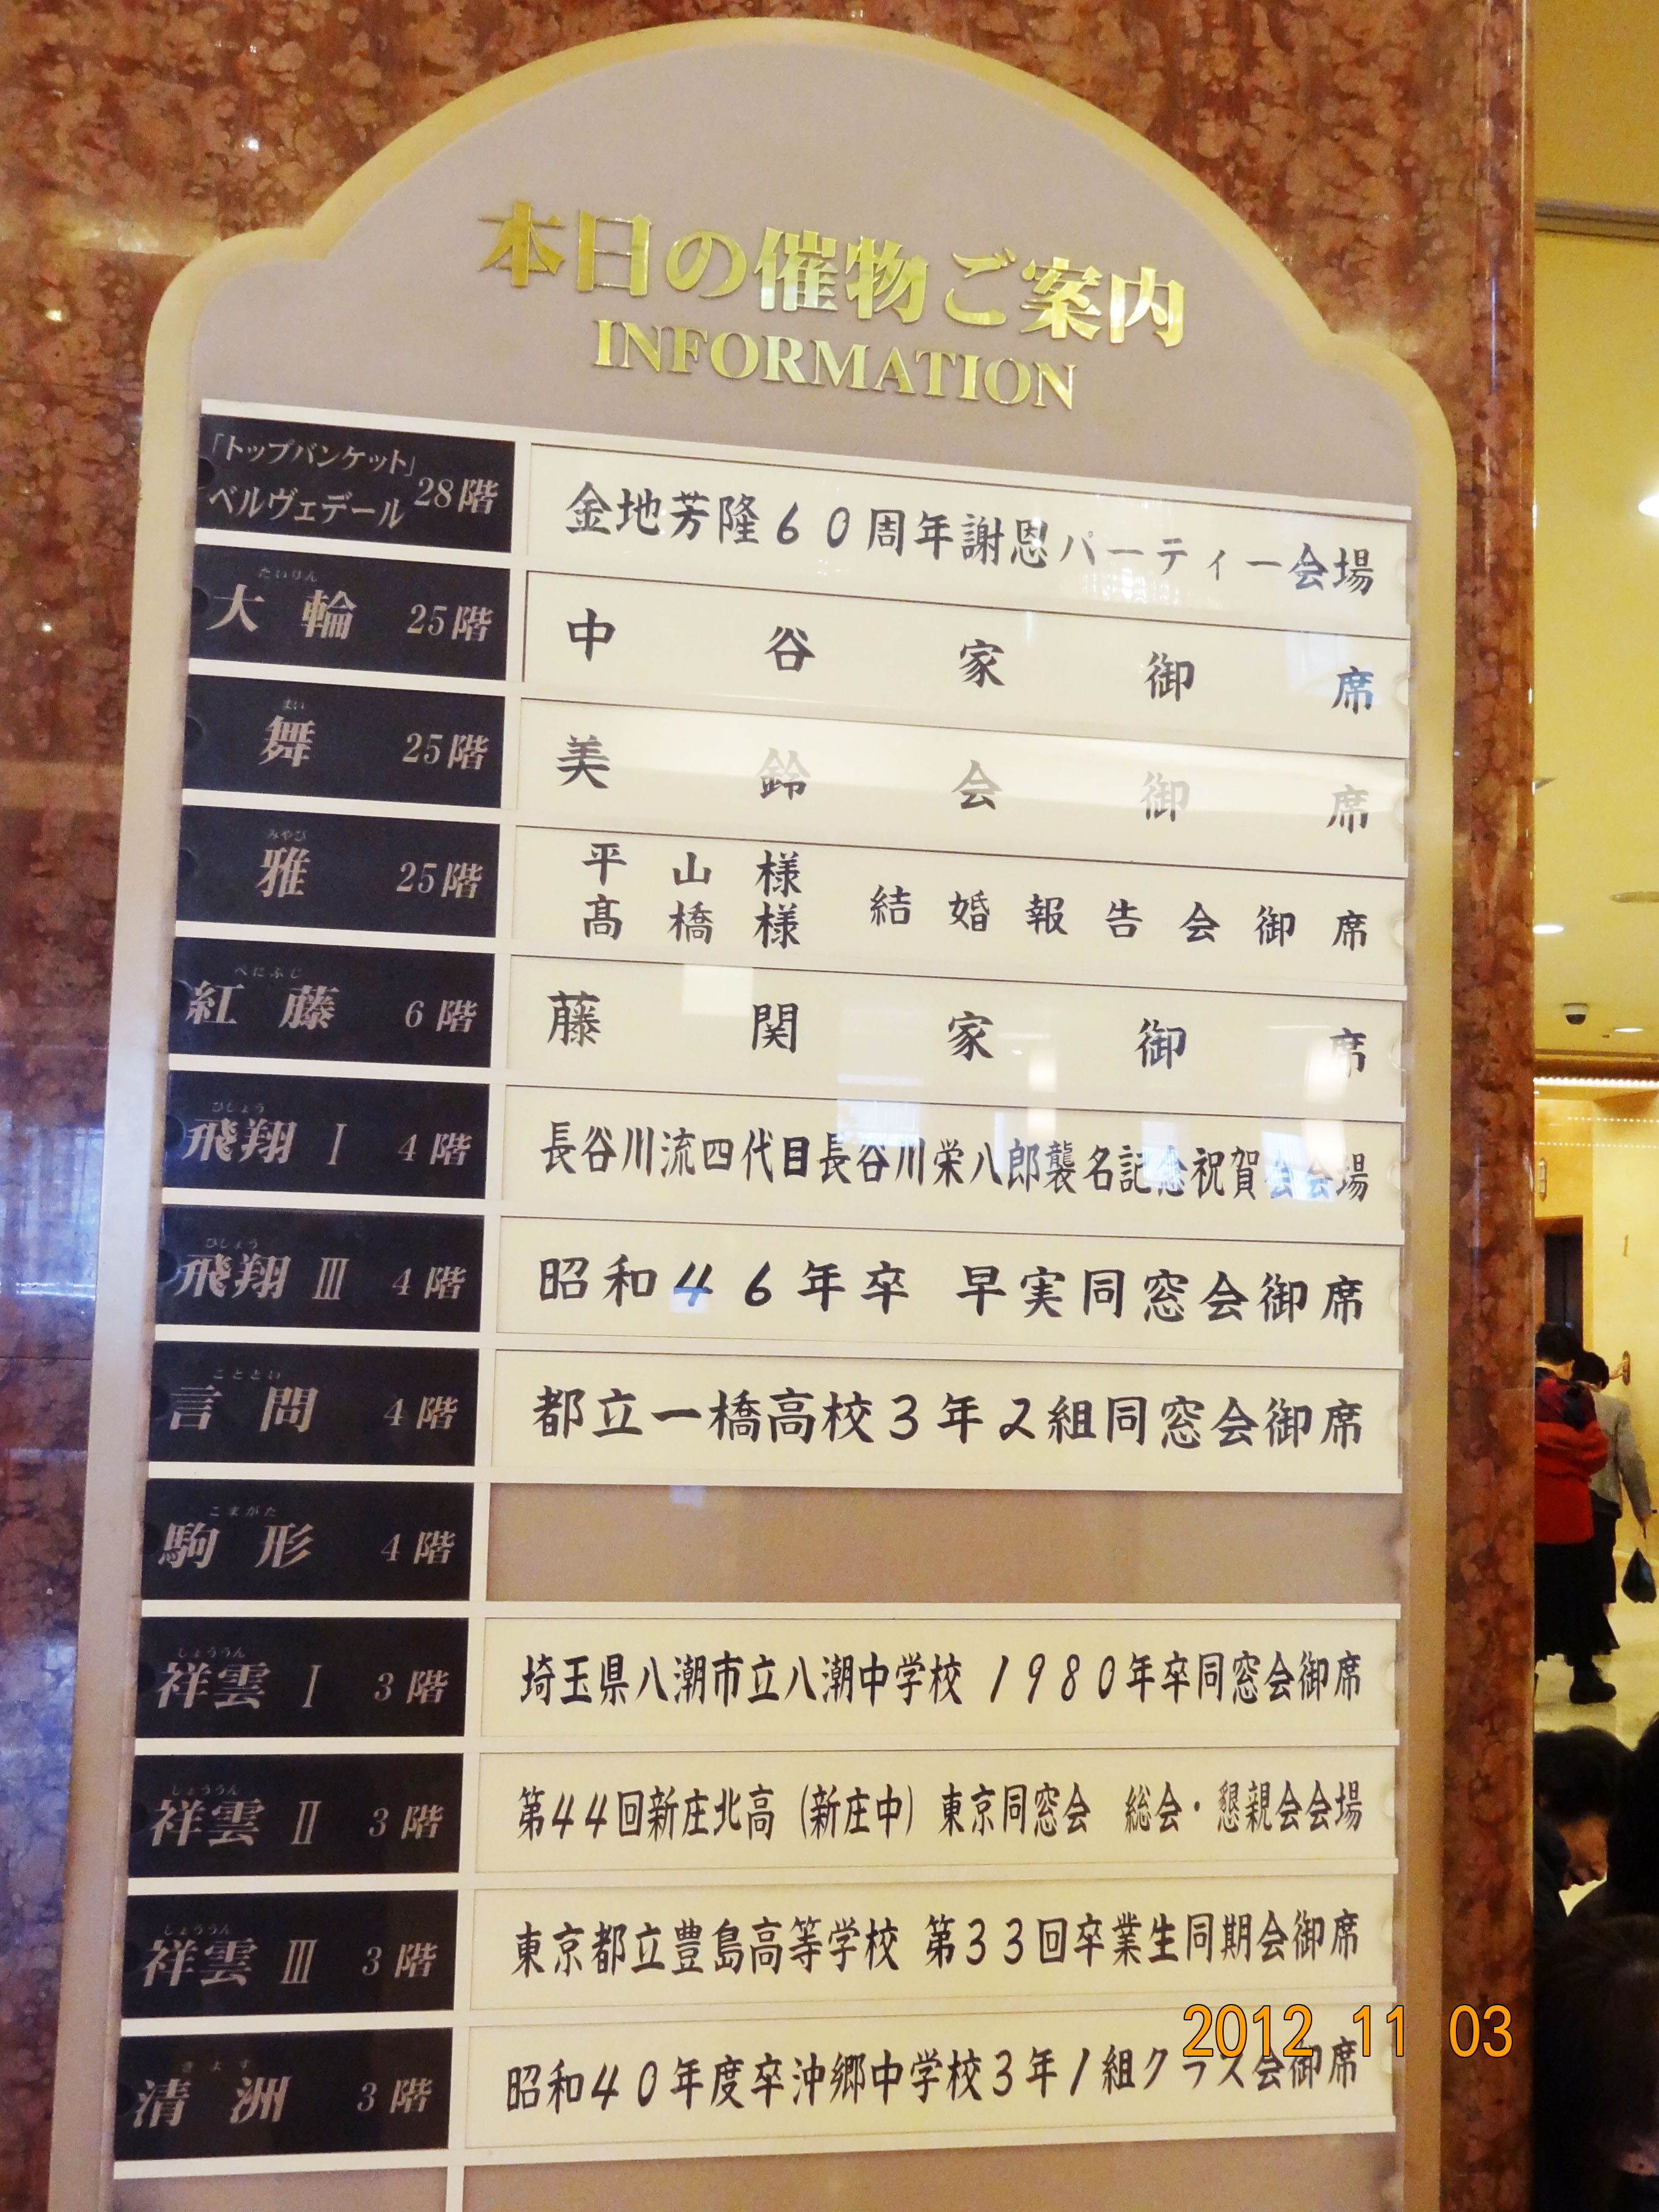 本日の催物ご案内
INFORMATION
「トップバンケット」
ベルヴェデール 28階
金地芳隆60周年謝恩パーティー会場
たいりん
大輪 25階
中谷家御席
まい
舞 25階
美鈴会御席
みやび
雅 25階
平山様
髙橋様
結婚報告会御席
べにふじ
紅藤 6階
藤関家御席
ひしょう
飛翔 Ⅰ 4階
長谷川流四代目長谷川栄八郎襲名記念祝賀会会場
ひしょう
飛翔 Ⅲ 4階
昭和46年卒 早実同窓会御席
こととい
言問 4階
都立一橋高校3年2組同窓会御席
こまがた
駒形 4階
しょううん
祥雲 Ⅰ 3階
埼玉県八潮市立八潮中学校 1980年卒同窓会御席
しょううん
祥雲 Ⅱ 3階
第44回新庄北高(新庄中)東京同窓会 総会・懇親会会場
しょううん
祥雲 Ⅲ 3階
東京都立豊島高等学校 第33回卒業生同期会御席
きよす
清洲 3階
昭和40年度卒沖郷中学校3年1組クラス会御席
2012 11 03